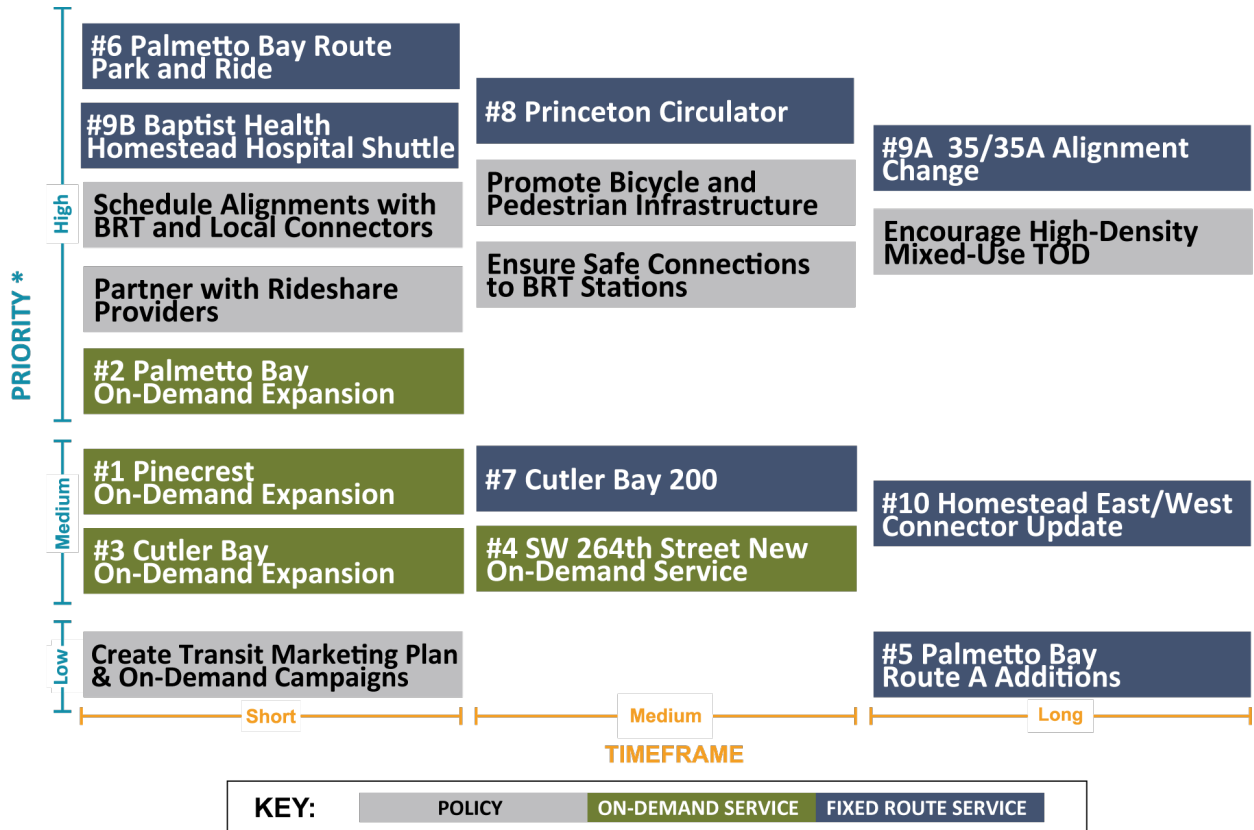 PRIORITY *
High
#6 Palmetto Bay Route
Park and Ride
#9B Baptist Health
Homestead Hospital Shuttle
Schedule Alignments with
BRT and Local Connectors
Partner with Rideshare
Providers
#2 Palmetto Bay
On-Demand Expansion
#8 Princeton Circulator
Promote Bicycle and
Pedestrian Infrastructure
Ensure Safe Connections
to BRT Stations
#9A  35/35A Alignment
Change
Encourage High-Density
Mixed-Use TOD
Medium
#1 Pinecrest
On-Demand Expansion
#3 Cutler Bay
On-Demand Expansion
#7 Cutler Bay 200
#4 SW 264th Street New
On-Demand Service
#10 Homestead East/West
Connector Update
Low
Create Transit Marketing Plan
& On-Demand Campaigns
#5 Palmetto Bay
Route A Additions
Short
Medium
Long
TIMEFRAME
KEY:
POLICY
ON-DEMAND SERVICE
FIXED ROUTE SERVICE